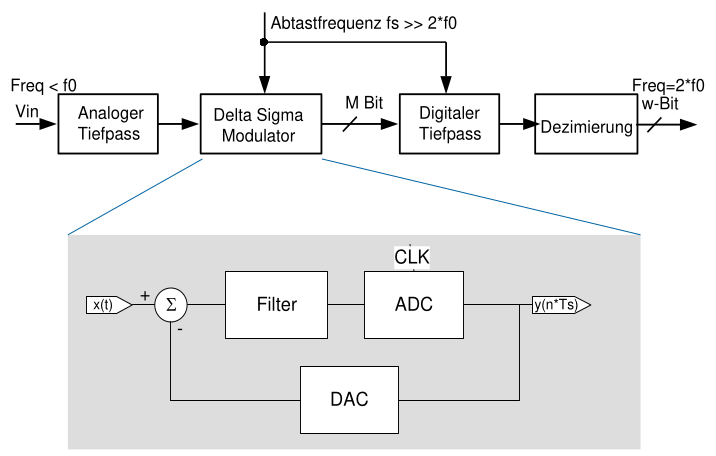 Abtastfrequenz fs >> 2*f0
Freq < f0
Vin
Analoger
Tiefpass
Delta Sigma
Modulator
M Bit
Digitaler
Tiefpass
Dezimierung
Freq=2*f0
w-Bit
CLK
x(t)
+
Σ
-
Filter
ADC
y(n*Ts)
DAC